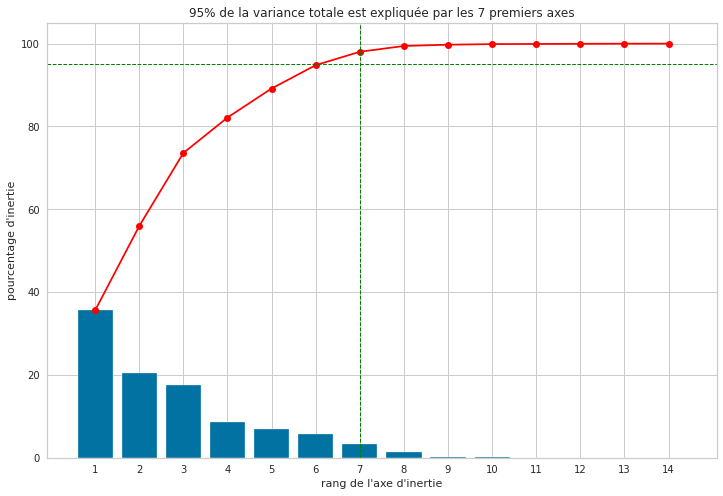 95% de la variance totale est expliquée par les 7 premiers axes
100
80
60
40
20
0
pourcentage d'inertie
1 2 3 4 5 6 7 8 9 10 11 12 13 14
rang de l'axe d'inertie